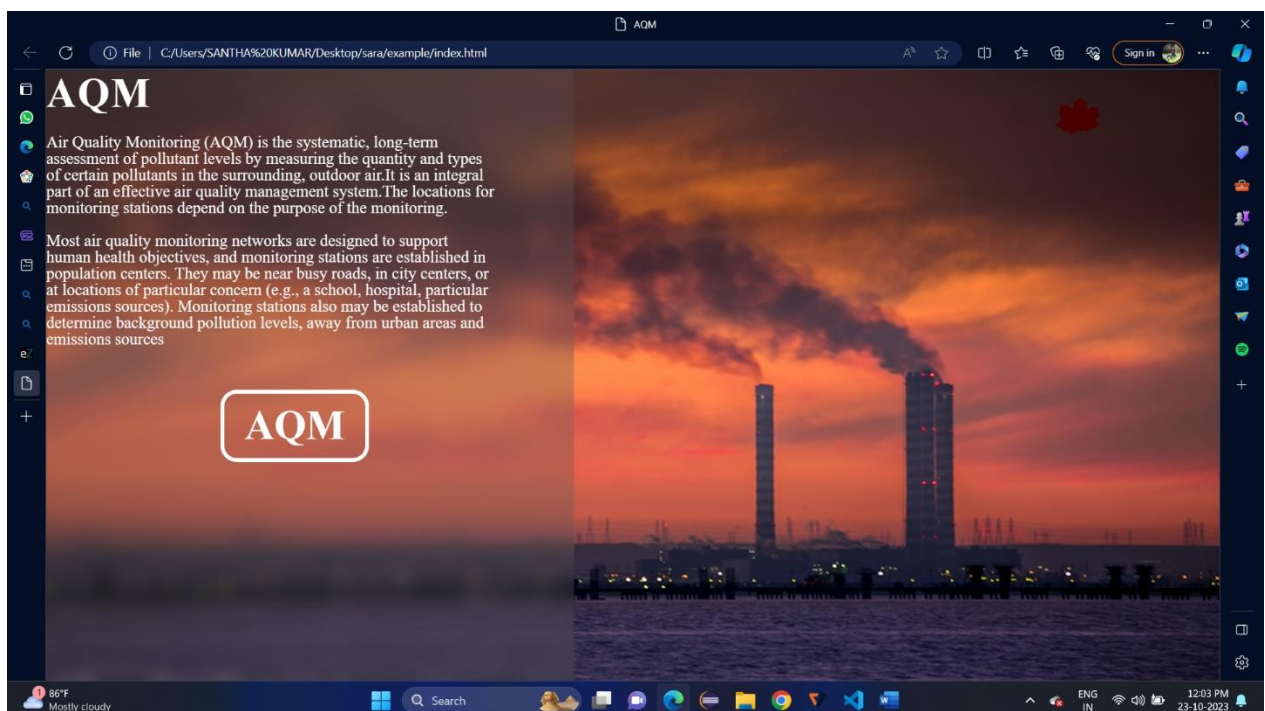 AQM
File | C:/Users/SANTHA%20KUMAR/Desktop/sara/example/index.html
Sign in
AQM
Air Quality Monitoring (AQM) is the systematic, long-term
assessment of pollutant levels by measuring the quantity and types
of certain pollutants in the surrounding, outdoor air.It is an integral
part of an effective air quality management system.The locations for
monitoring stations depend on the purpose of the monitoring.
Most air quality monitoring networks are designed to support
human health objectives, and monitoring stations are established in
population centers. They may be near busy roads, in city centers, or
at locations of particular concern (e.g., a school, hospital, particular
emissions sources). Monitoring stations also may be established to
determine background pollution levels, away from urban areas and
emissions sources
AQM
1
86°F
Mostly cloudy
Search
ENG
IN
12:03 PM
23-10-2023